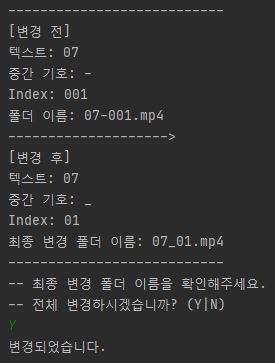 ---------------------------
[변경 전]
텍스트: 07
중간 기호: -
Index: 001
폴더 이름: 07-001.mp4
-------------------->
[변경 후]
텍스트: 07
중간 기호: _
Index: 01
최종 변경 폴더 이름: 07_01.mp4
---------------------------
-- 최종 변경 폴더 이름을 확인해주세요.
-- 전체 변경하시겠습니까? (Y|N)
Y
변경되었습니다.